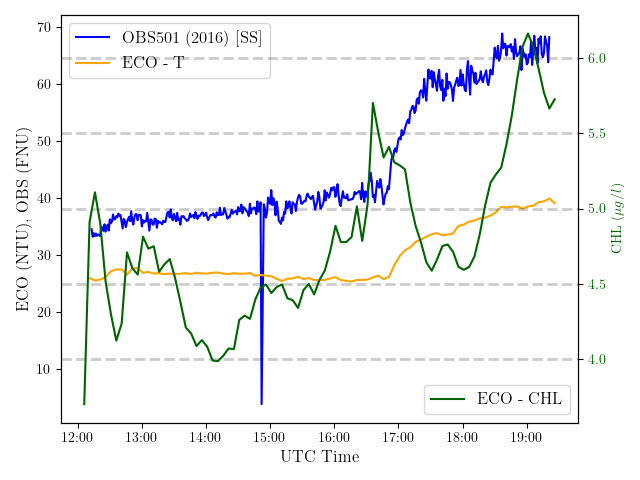 OBS501 (2016) [SS]
ECO - T
ECO - CHL
70
60
50
40
30
20
10
ECO (NTU), OBS (FNU)
6.0
5.5
5.0
4.5
4.0
CHL (μg/l)
12:00 13:00 14:00 15:00 16:00 17:00 18:00 19:00
UTC Time